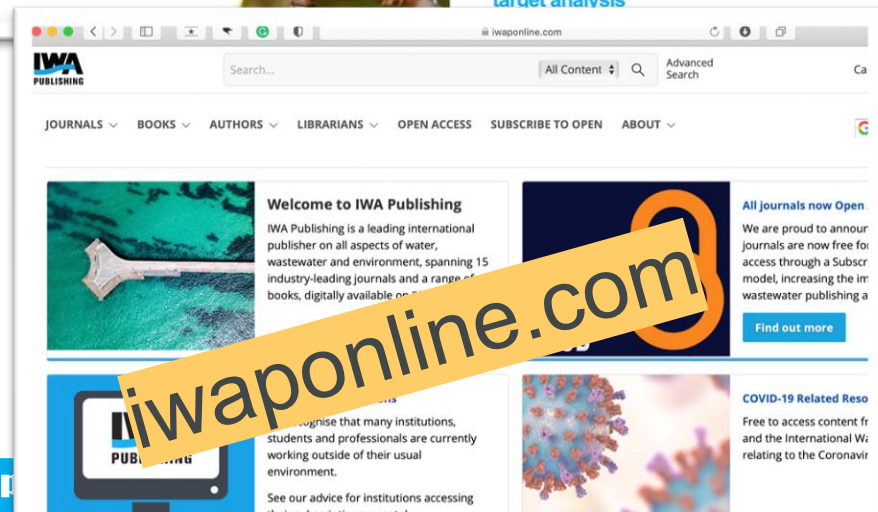 target analysis
iwaponline.com
IWA
PUBLISHING
Search...
All Content
Advanced
Search
Ca
JOURNALS
BOOKS
AUTHORS
LIBRARIANS
OPEN ACCESS
SUBSCRIBE TO OPEN
ABOUT
Welcome to IWA Publishing
IWA Publishing is a leading international
publisher on all aspects of water,
wastewater and environment, spanning 15
industry-leading journals and a range of
books, digitally available on
All journals now Open
We are proud to announ
journals are now free for
access through a Subscr
model, increasing the im
wastewater publishing a
Find out more
iwaponline.com
that many institutions,
students and professionals are currently
working outside of their usual
environment.
See our advice for institutions accessing
COVID-19 Related Reso
Free to access content fr
and the International Wa
relating to the Coronavir